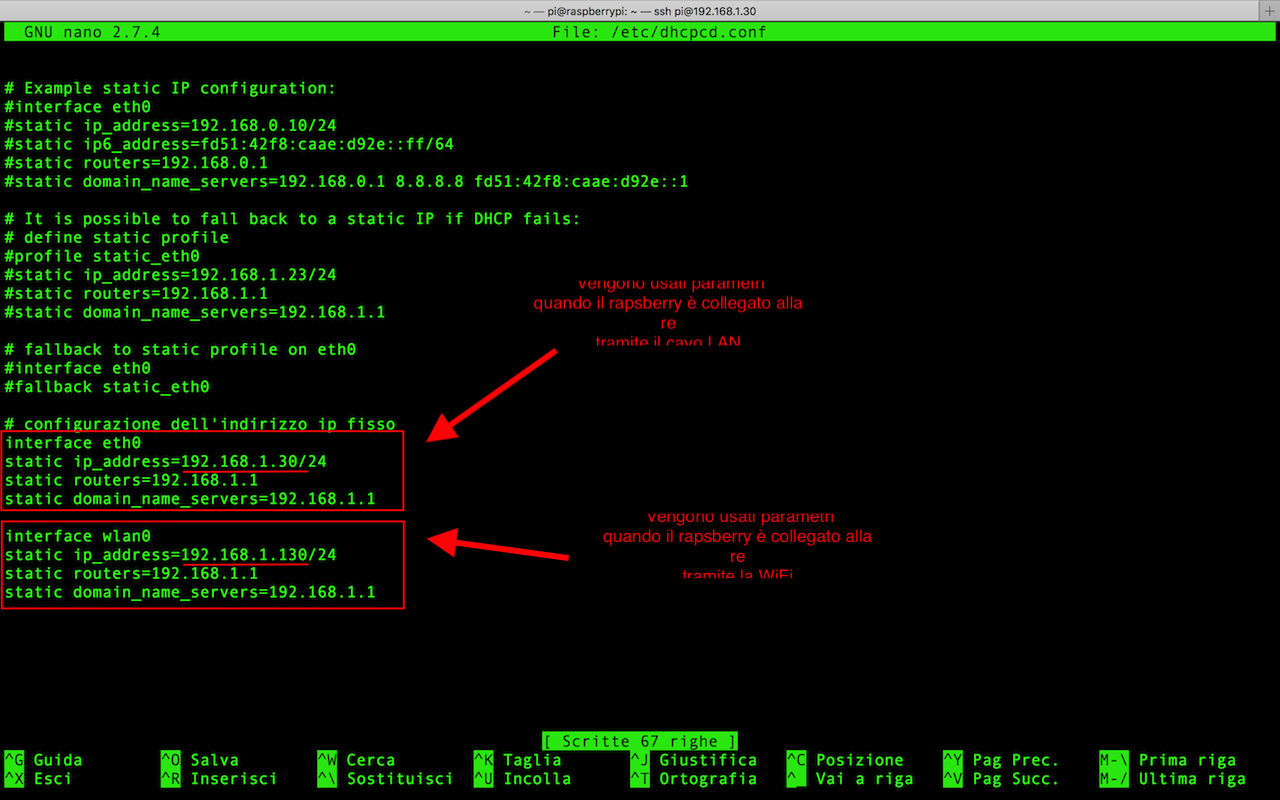 ~ — pi@raspberrypi: ~ — ssh pi@192.168.1.30
+
GNU nano 2.7.4 File: /etc/dhcpcd.conf
# Example static IP configuration:
#interface eth0
#static ip_address=192.168.0.10/24
#static ip6_address=fd51:42f8:caae:d92e::ff/64
#static routers=192.168.0.1
#static domain_name_servers=192.168.0.1 8.8.8.8 fd51:42f8:caae:d92e::1
# It is possible to fall back to a static IP if DHCP fails:
# define static profile
#profile static_eth0
#static ip_address=192.168.1.23/24
#static routers=192.168.1.1
#static domain_name_servers=192.168.1.1
# fallback to static profile on eth0
#interface eth0
#fallback static_eth0
# configurazione dell'indirizzo ip fisso
interface eth0
static ip_address=192.168.1.30/24
static routers=192.168.1.1
static domain_name_servers=192.168.1.1
interface wlan0
static ip_address=192.168.1.130/24
static routers=192.168.1.1
static domain_name_servers=192.168.1.1
vengono usati parametri
quando il rapsberry è collegato alla
re
tramite il cavo LAN
vengono usati parametri
quando il rapsberry è collegato alla
re
tramite la WiFi
[ Scritte 67 righe ]
^G Guida ^O Salva ^W Cerca ^K Taglia ^J Giustifica ^C Posizione ^Y Pag Prec. M-\ Prima riga
^X Esci ^R Inserisci ^\ Sostituisci ^U Incolla ^T Ortografia ^_ Vai a riga ^V Pag Succ. M-/ Ultima riga